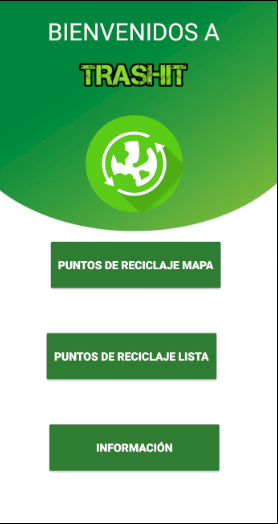 BIENVENIDOS A
TRASHIT
PUNTOS DE RECICLAJE MAPA
PUNTOS DE RECICLAJE LISTA
INFORMACIÓN